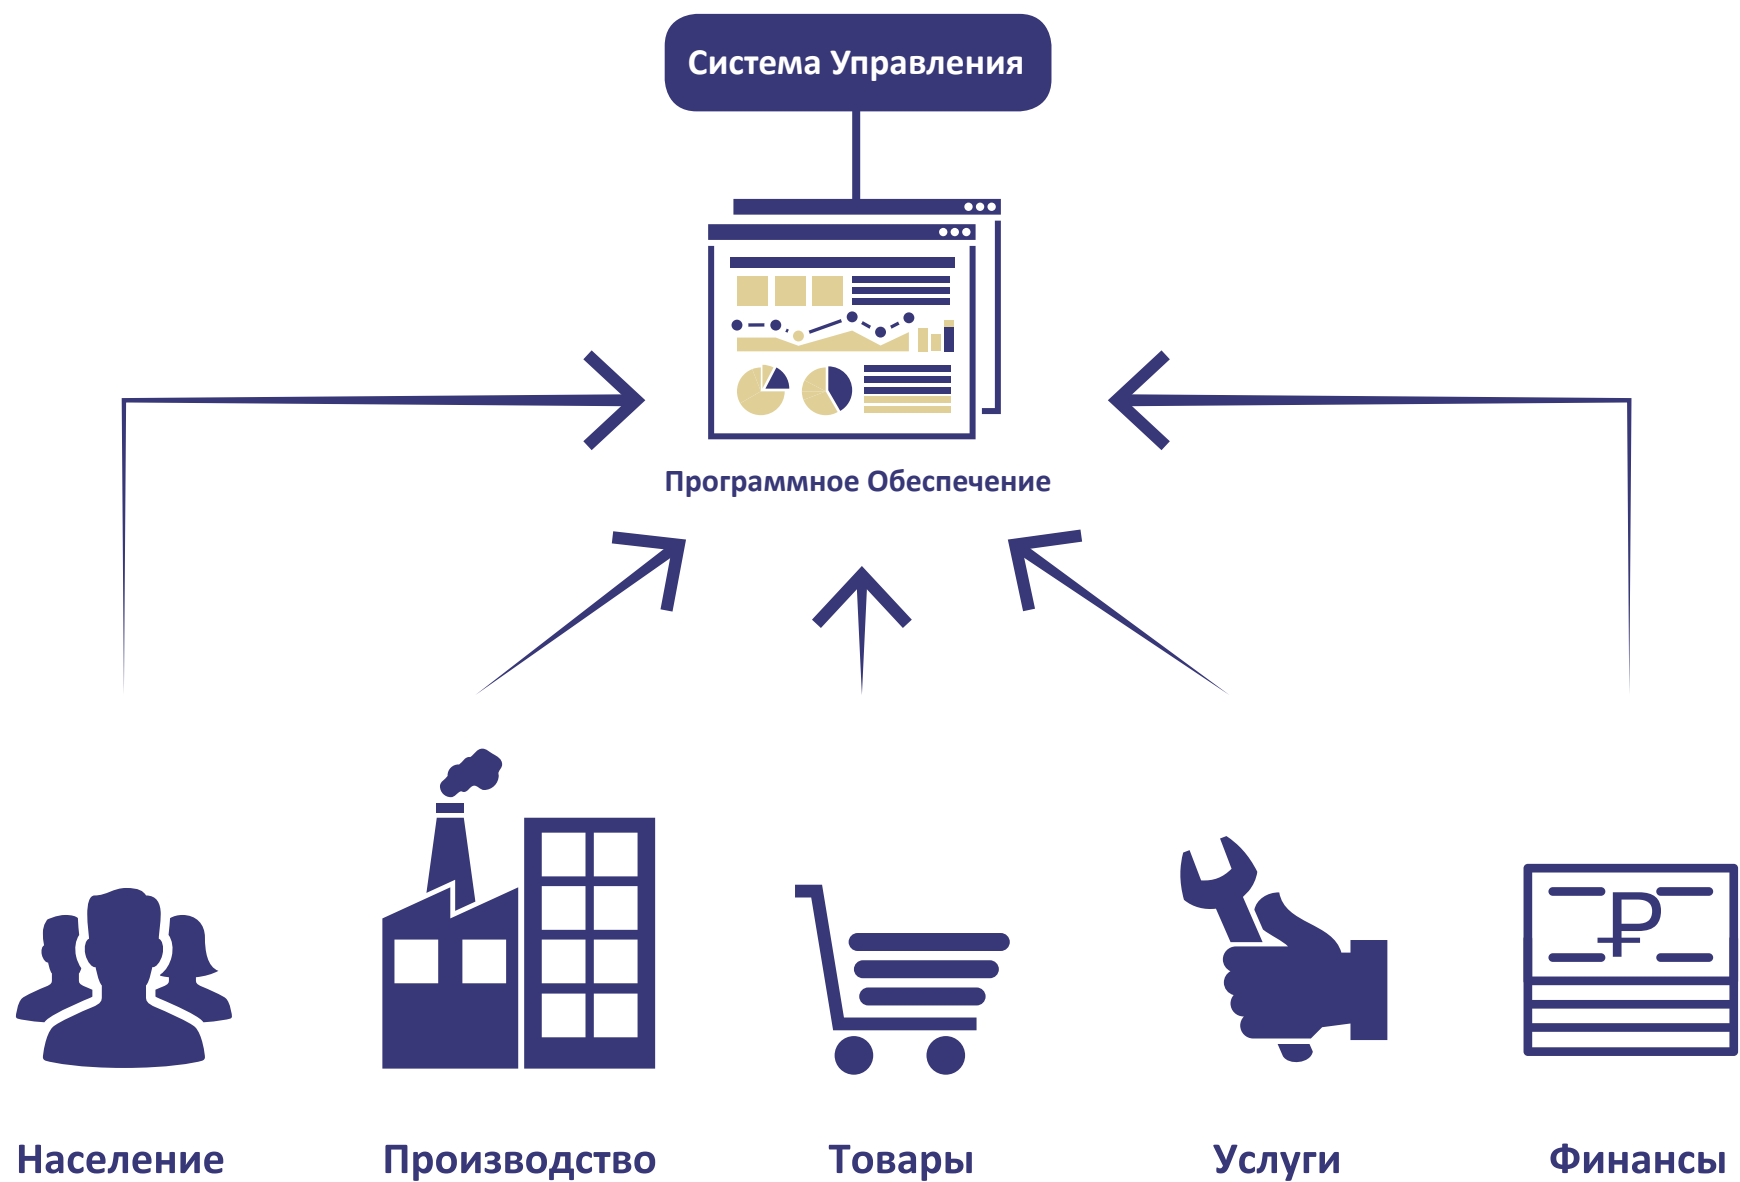 Система Управления
Программное Обеспечение
₽
Население
Производство
Товары
Услуги
Финансы